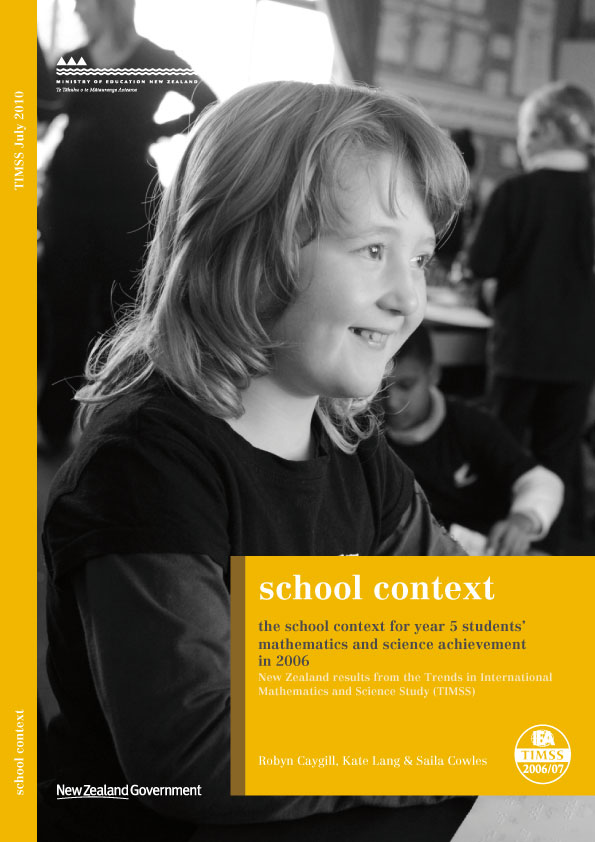 MINISTRY OF EDUCATION NEW ZEALAND
Te Tāhuhu o te Mātauranga Aotearoa
TIMSS July 2010
school context
the school context for year 5 students'
mathematics and science achievement
in 2006
New Zealand results from the Trends in International
Mathematics and Science Study (TIMSS)
Robyn Caygill, Kate Lang & Saila Cowles
IEA
TIMSS
2006/07
school context
New Zealand Government